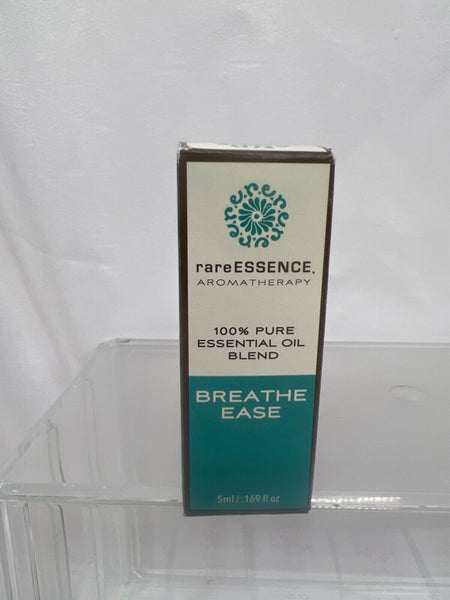 rareESSENCE.
AROMATHERAPY
100% PURE
ESSENTIAL OIL
BLEND
BREATHE
EASE
5ml / .169 fl oz